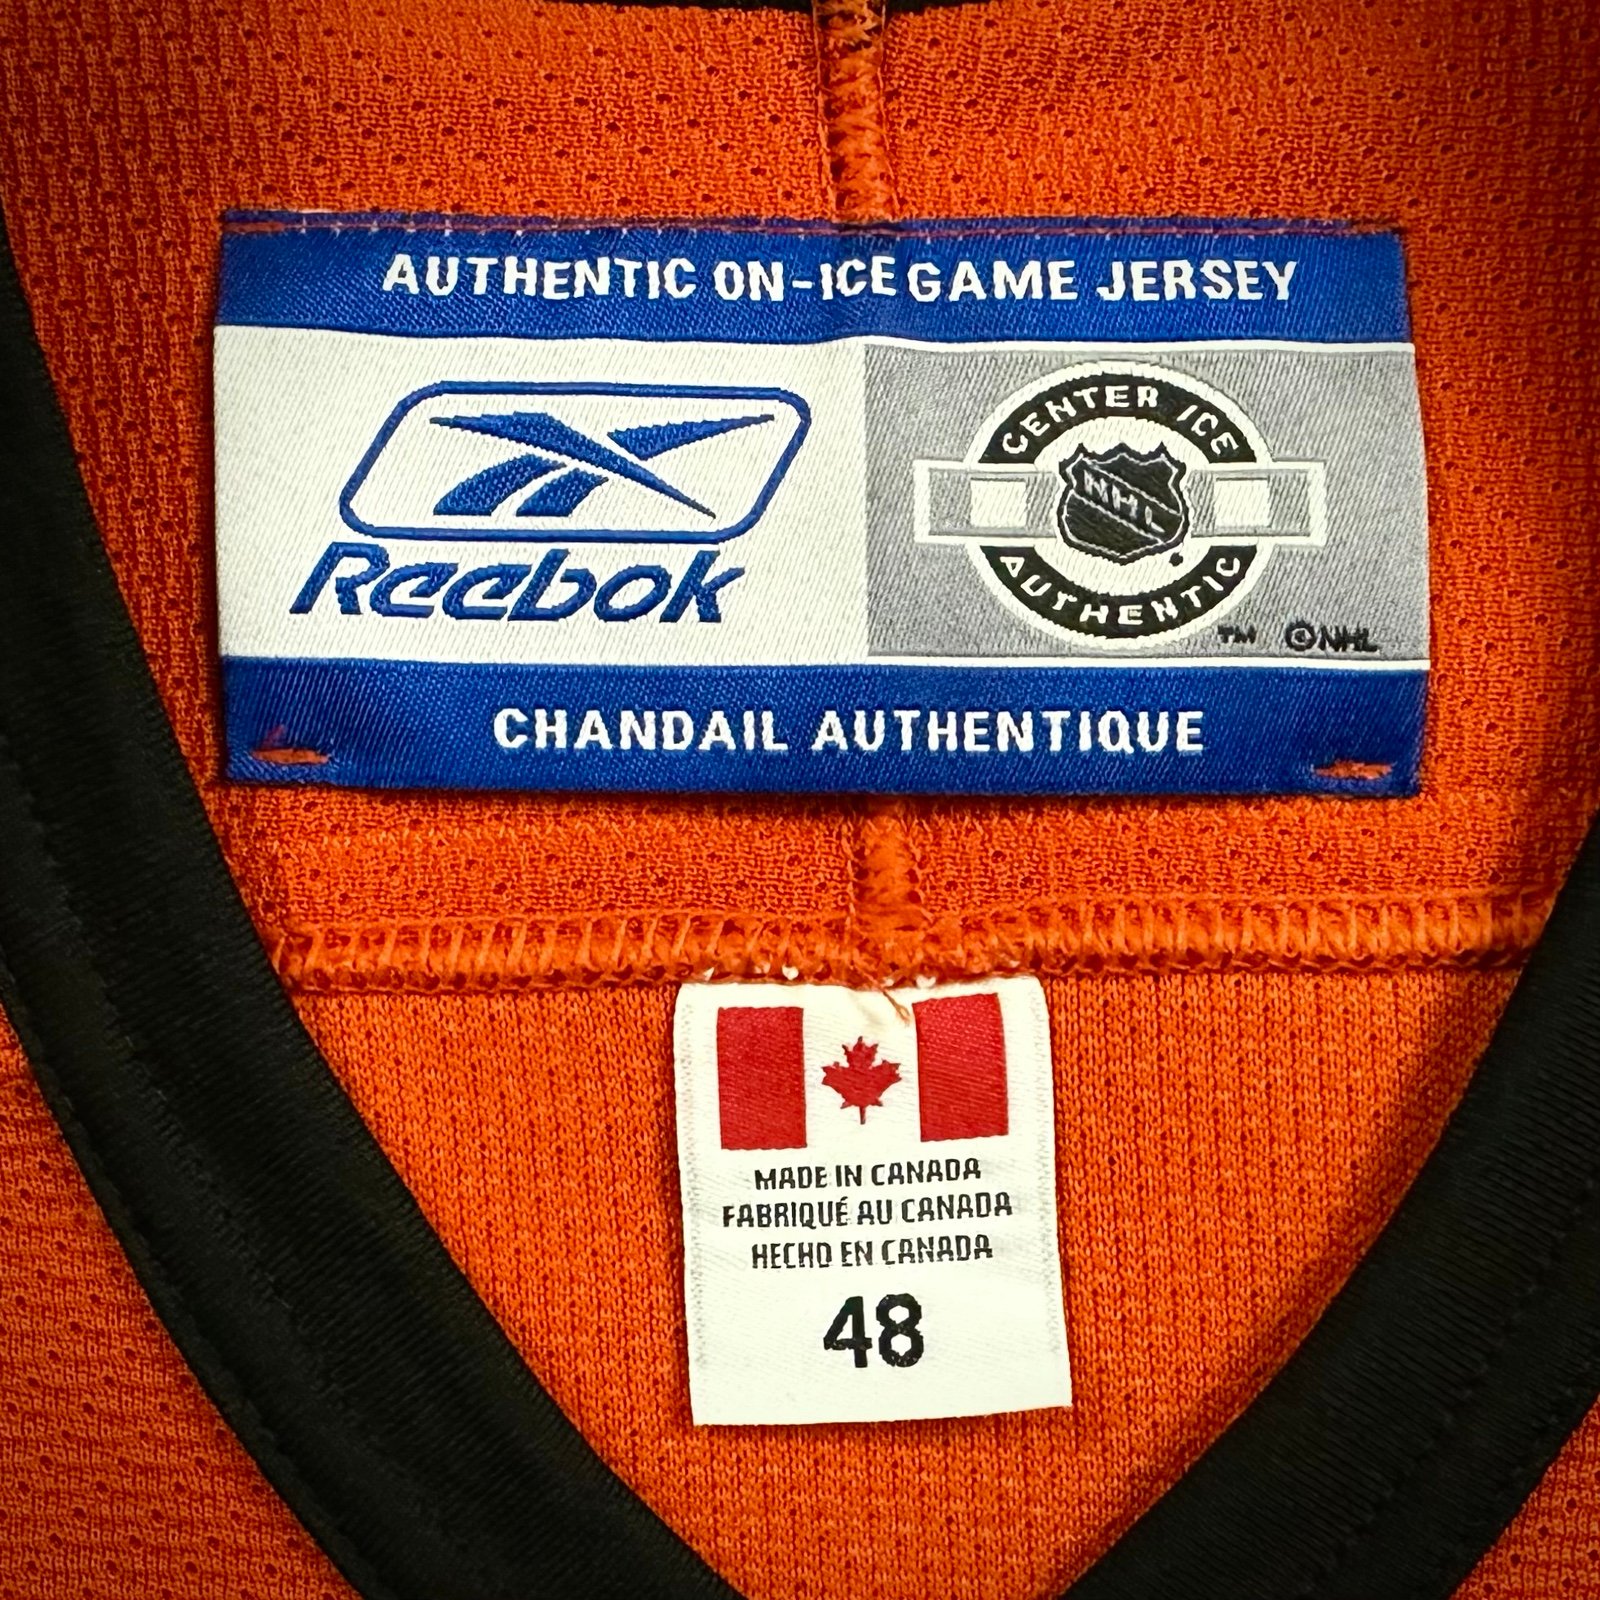 AUTHENTIC ON-ICE GAME JERSEY
Reebok
CENTER ICE
NHL
AUTHENTIC
™ ©NHL
CHANDAIL AUTHENTIQUE
MADE IN CANADA
FABRIQUÉ AU CANADA
HECHO EN CANADA
48